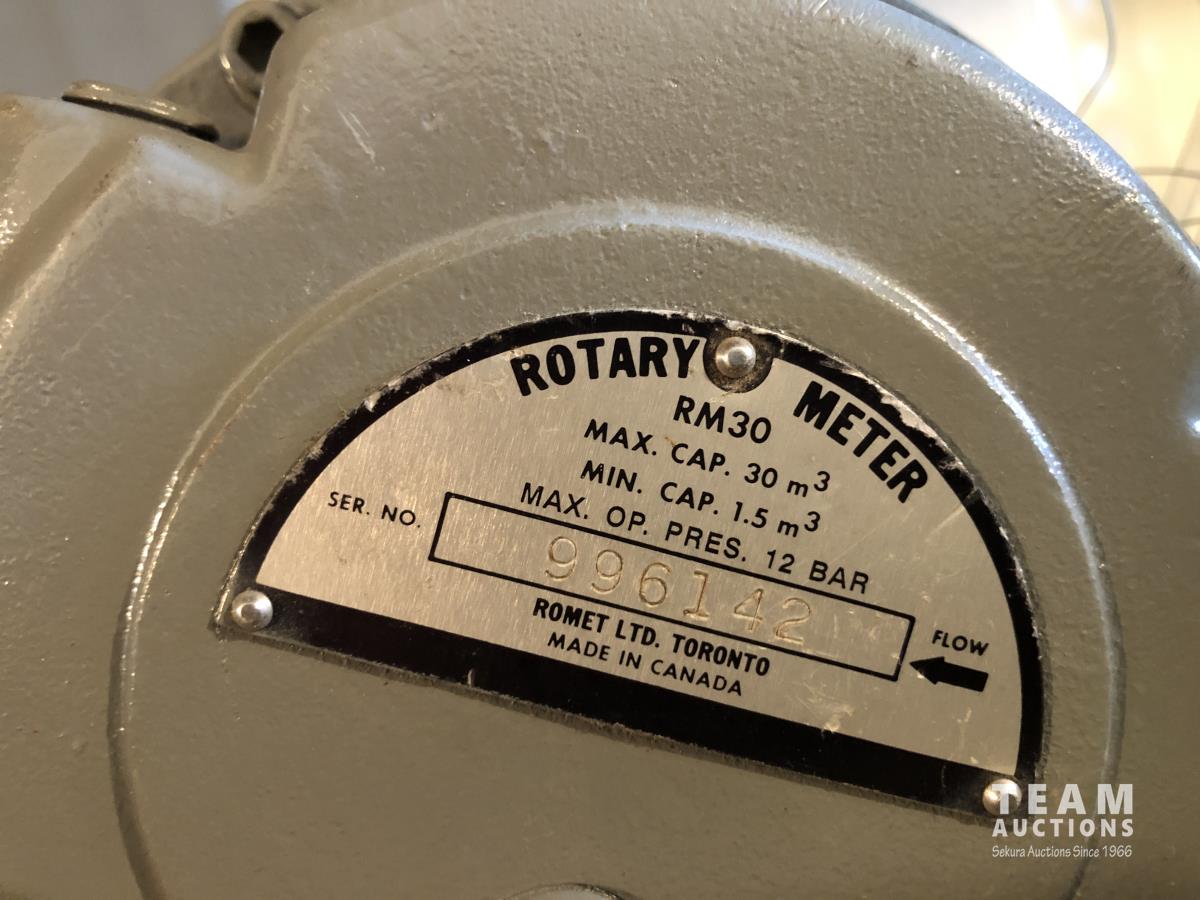 ROTARY METER
RM30
MAX. CAP. 30 m³
MIN. CAP. 1.5 m³
MAX. OP. PRES. 12 BAR
SER. NO. 996142
FLOW
ROMET LTD. TORONTO
MADE IN CANADA
TEAM
AUCTIONS
Sekura Auctions Since 1966